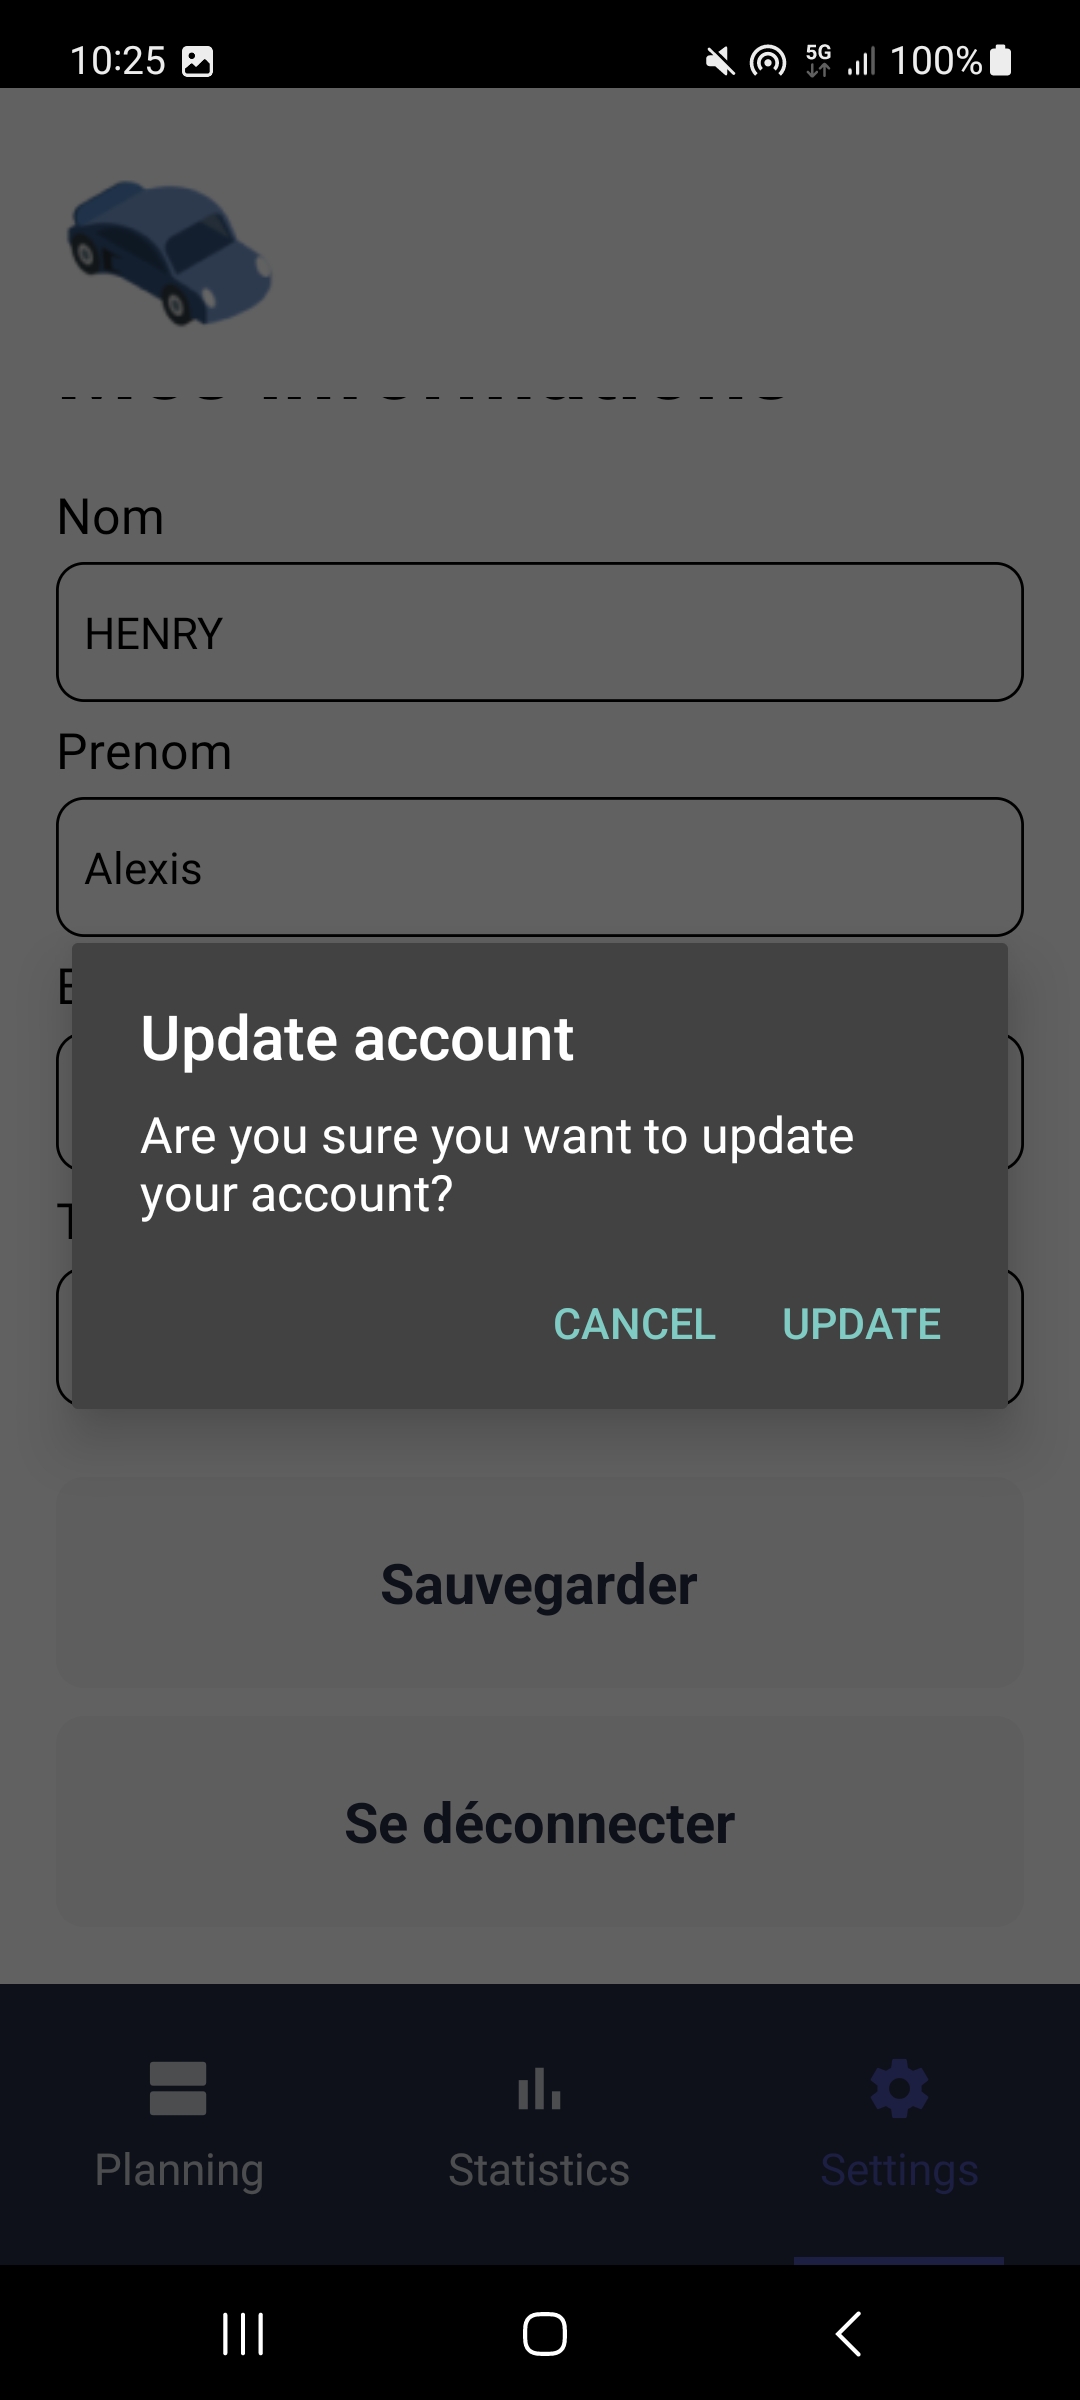 10:25
5G
100%
Nom
HENRY
Prenom
Alexis
Update account
Are you sure you want to update
your account?
CANCEL UPDATE
Sauvegarder
Se déconnecter
Planning Statistics Settings